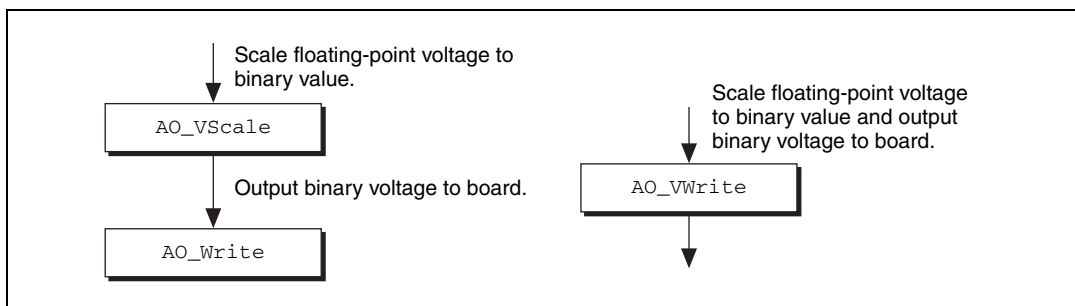 Scale floating-point voltage to
binary value.
AO_VScale
Output binary voltage to board.
AO_Write
Scale floating-point voltage
to binary value and output
binary voltage to board.
AO_VWrite